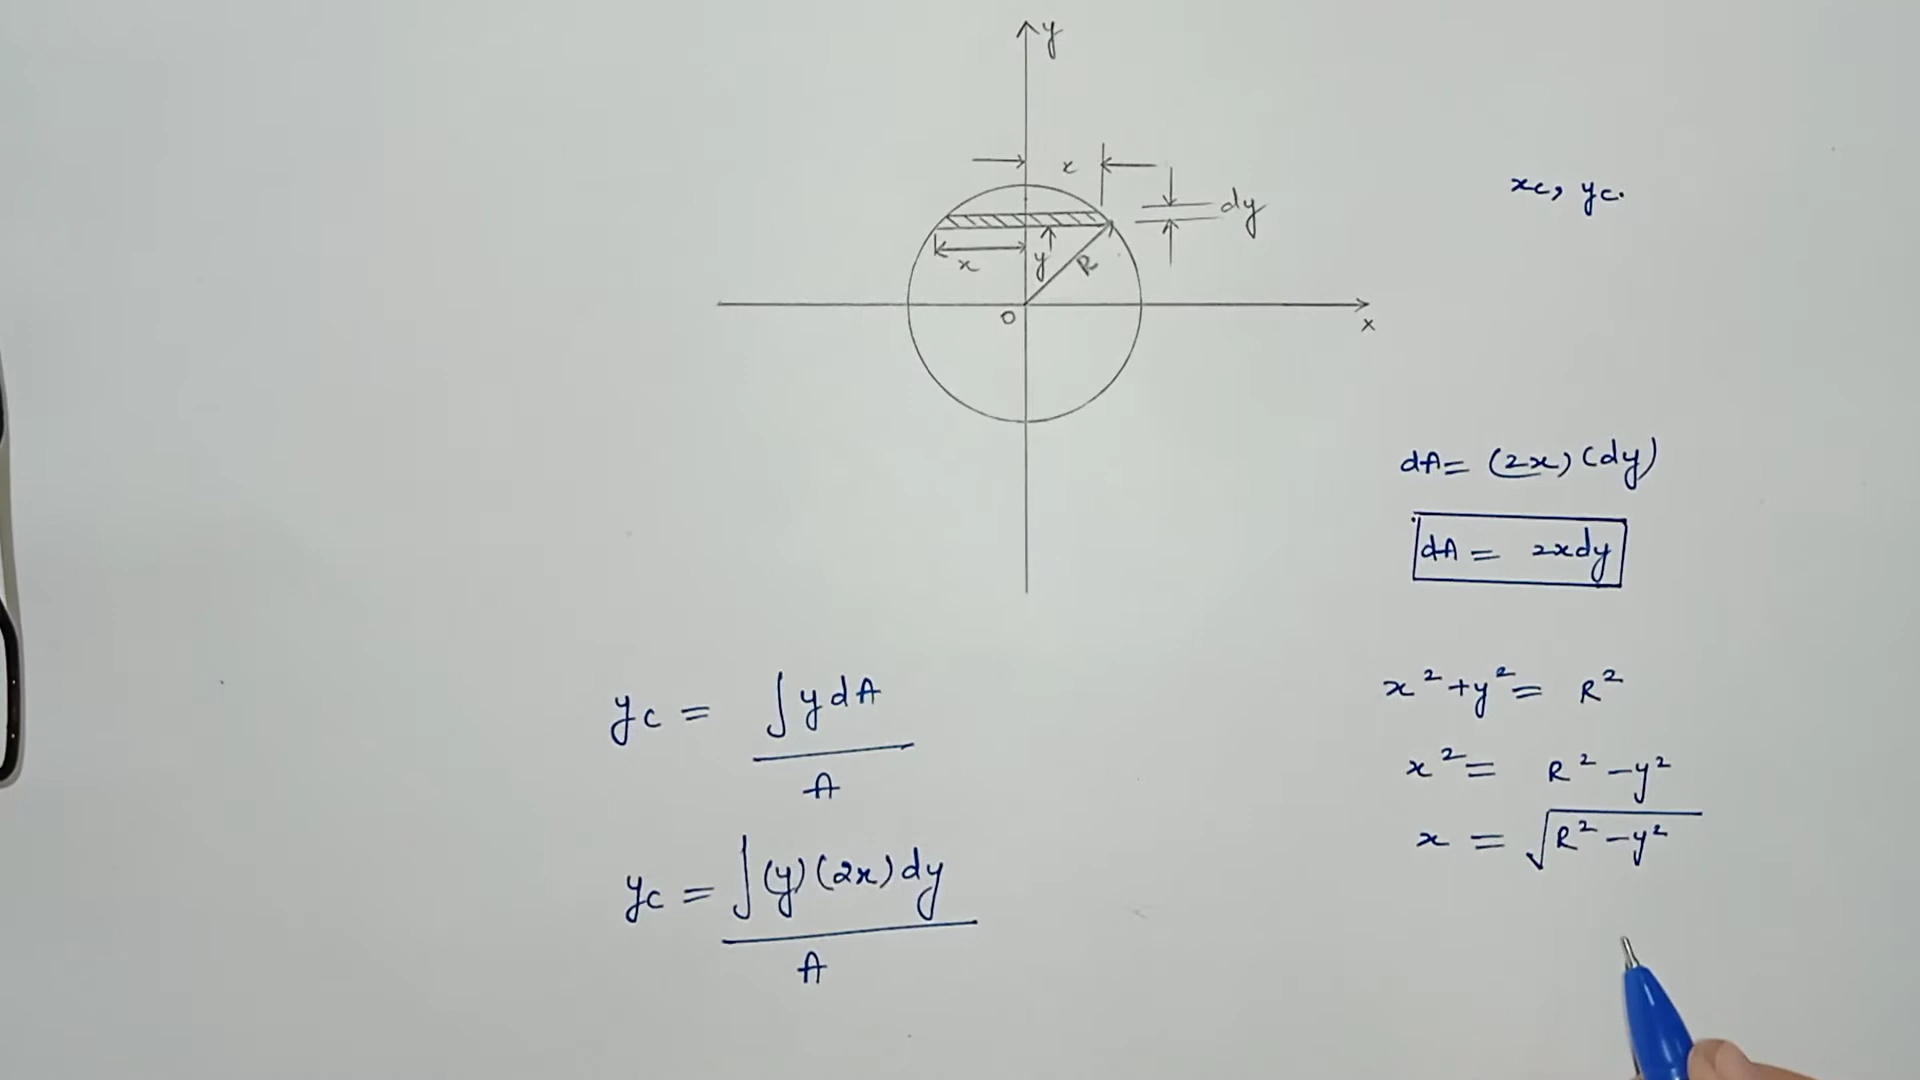 y
x
dy
x
y
R
O
x
xc, yc.
dA = (2x)(dy)
dA = 2xdy
x² + y² = R²
x² = R² - y²
x = √R² - y²
yc = ∫ydA
A
yc = ∫(y)(2x)dy
A